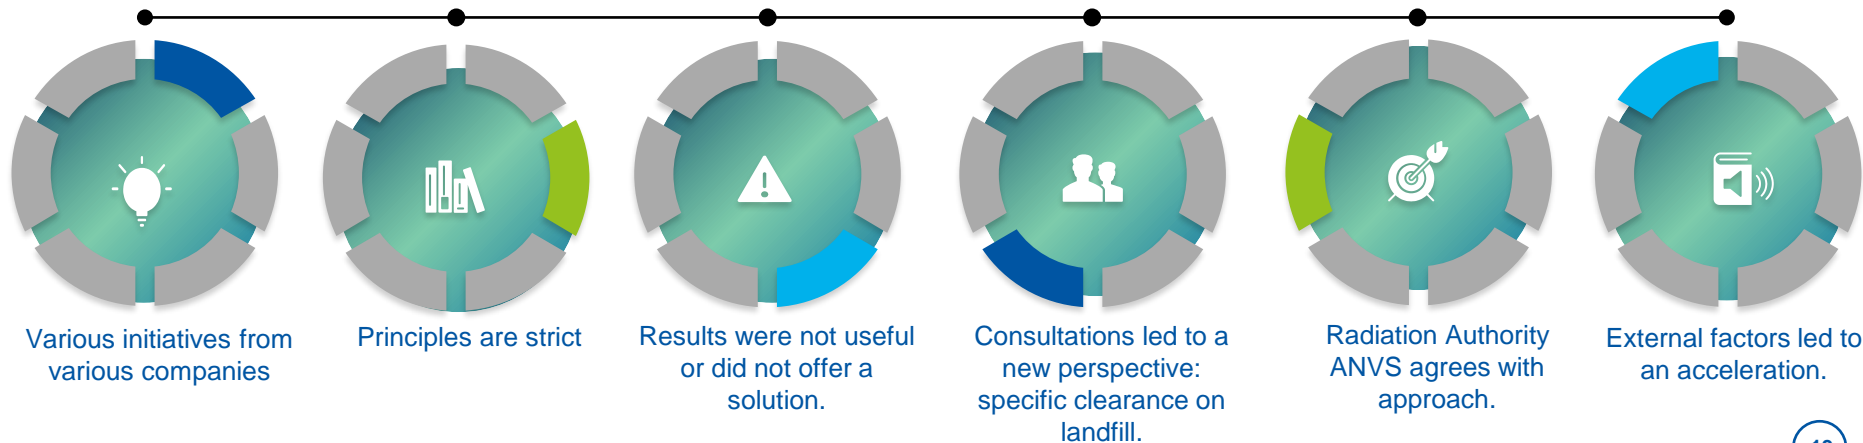 Various initiatives from
various companies
Principles are strict
Results were not useful
or did not offer a
solution.
Consultations led to a
new perspective:
specific clearance on
landfill.
Radiation Authority
ANVS agrees with
approach.
External factors led to
an acceleration.